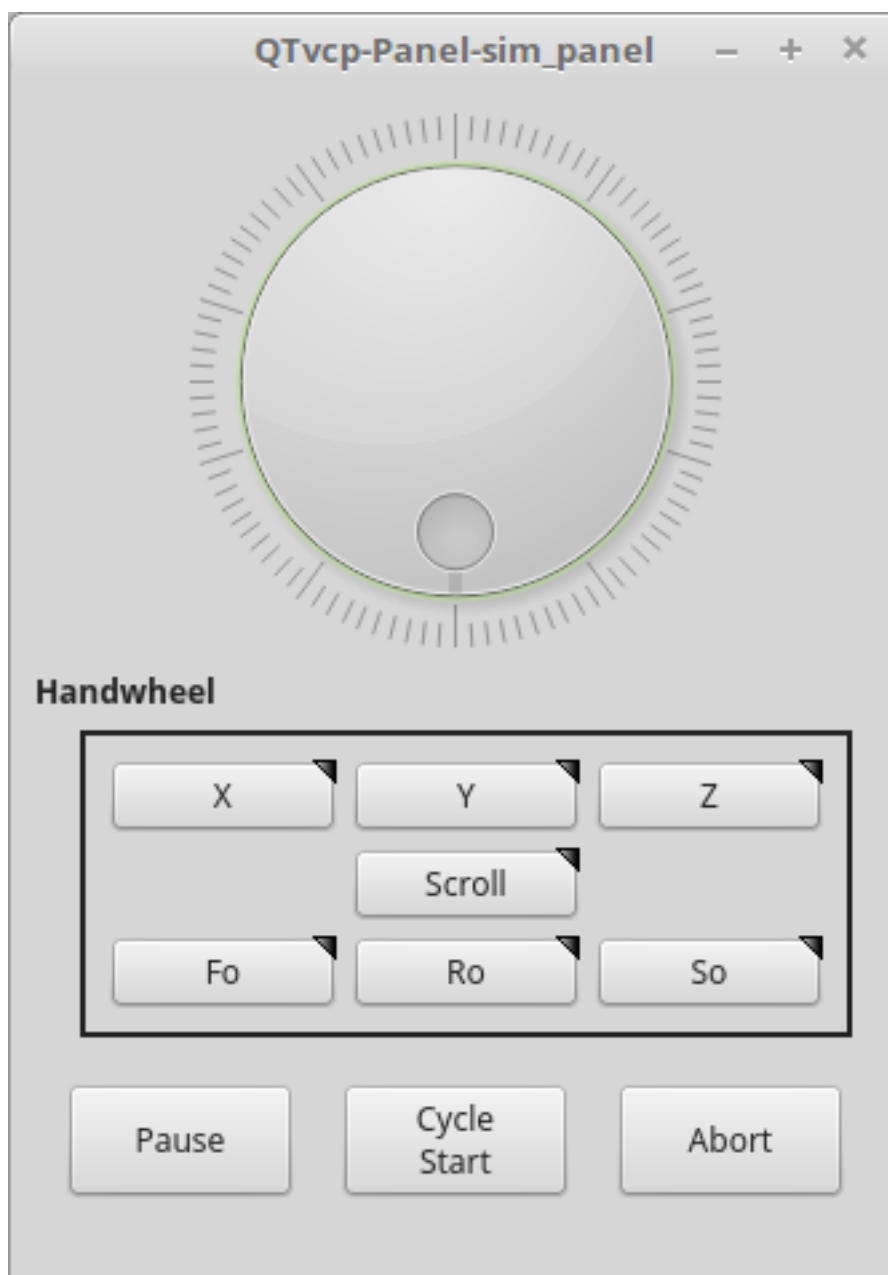 QTvcp-Panel-sim_panel
Handwheel
X
Y
Z
Scroll
Fo
Ro
So
Pause
Cycle
Start
Abort